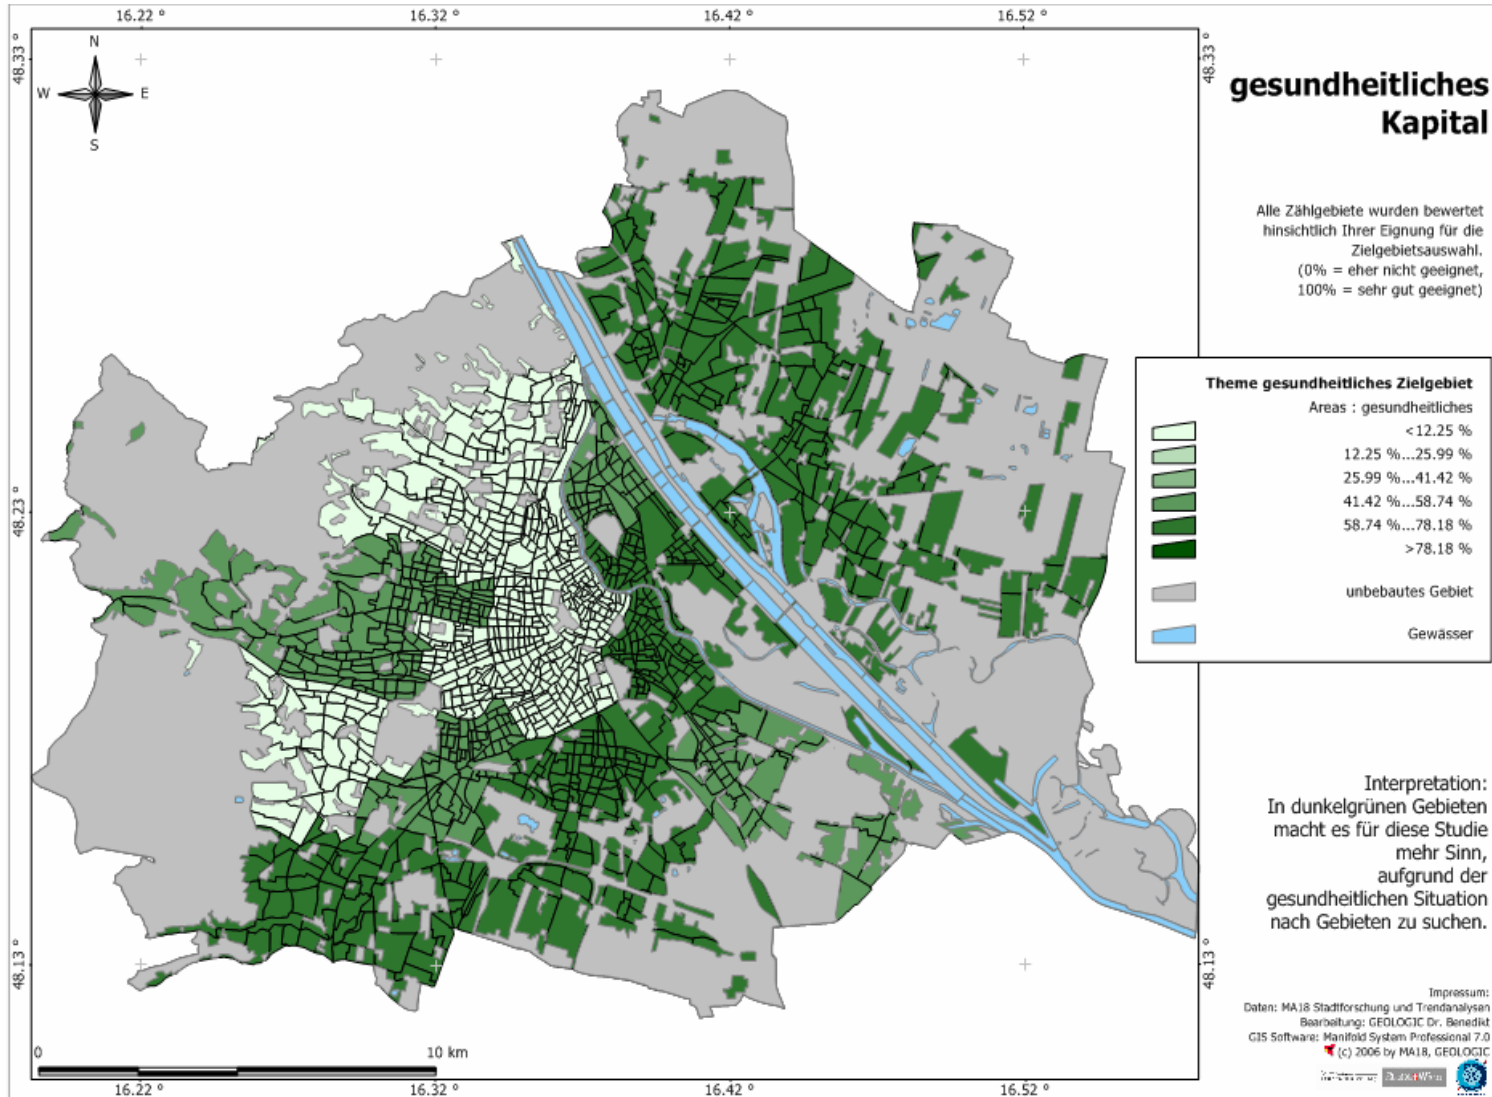 16.22 °
16.32 °
16.42 °
16.52 °
48.33 °
48.33 °
N
W
E
S
gesundheitliches
Kapital
Alle Zählgebiete wurden bewertet
hinsichtlich Ihrer Eignung für die
Zielgebietsauswahl.
(0% = eher nicht geeignet,
100% = sehr gut geeignet)
Theme gesundheitliches Zielgebiet
Areas : gesundheitliches
<12.25 %
12.25 %...25.99 %
25.99 %...41.42 %
41.42 %...58.74 %
58.74 %...78.18 %
>78.18 %
unbebautes Gebiet
Gewässer
48.23 °
48.23
Interpretation:
In dunkelgrünen Gebieten
macht es für diese Studie
mehr Sinn,
aufgrund der
gesundheitlichen Situation
nach Gebieten zu suchen.
48.13 °
48.13 °
Impressum:
Daten: MA18 Stadtforschung und Trendanalysen
Bearbeitung: GEOLOGIC Dr. Benedikt
GIS Software: Manifold System Professional 7.0
(c) 2006 by MA18, GEOLOGIC
0
10 km
16.22 °
16.32 °
16.42 °
16.52 °